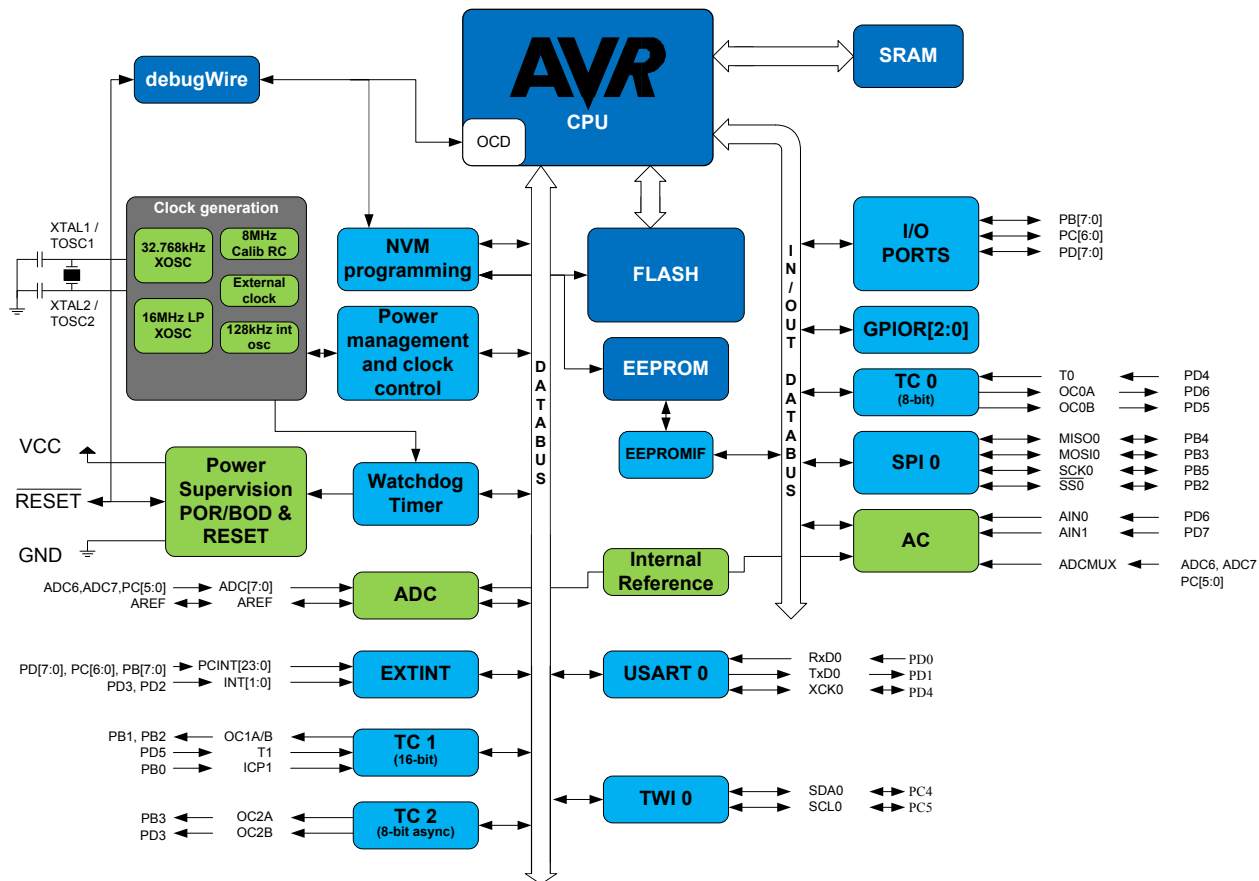 AVR
CPU
OCD
SRAM
debugWire
Clock generation
XTAL1 /
TOSC1
XTAL2 /
TOSC2
32.768kHz
XOSC
8MHz
Calib RC
External
clock
16MHz LP
XOSC
128kHz int
osc
NVM
programming
FLASH
Power
management
and clock
control
EEPROM
EEPROMIF
I/O
PORTS
PB[7:0]
PC[6:0]
PD[7:0]
GPIOR[2:0]
TC 0
(8-bit)
T0
PD4
OC0A
PD6
OC0B
PD5
SPI 0
MISO0
PB4
MOSI0
PB3
SCK0
PB5
SS0
PB2
AC
AIN0
PD6
AIN1
PD7
ADCMUX
ADC6, ADC7
PC[5:0]
IN/OUT DATABUS
DATABUS
VCC
RESET
GND
Power
Supervision
POR/BOD &
RESET
Watchdog
Timer
Internal
Reference
ADC6,ADC7,PC[5:0]
ADC[7:0]
AREF
AREF
ADC
PD[7:0], PC[6:0], PB[7:0]
PCINT[23:0]
PD3, PD2
INT[1:0]
EXTINT
USART 0
RxD0
PD0
TxD0
PD1
XCK0
PD4
PB1, PB2
OC1A/B
PD5
T1
PB0
ICP1
TC 1
(16-bit)
TWI 0
SDA0
PC4
SCL0
PC5
PB3
OC2A
PD3
OC2B
TC 2
(8-bit async)